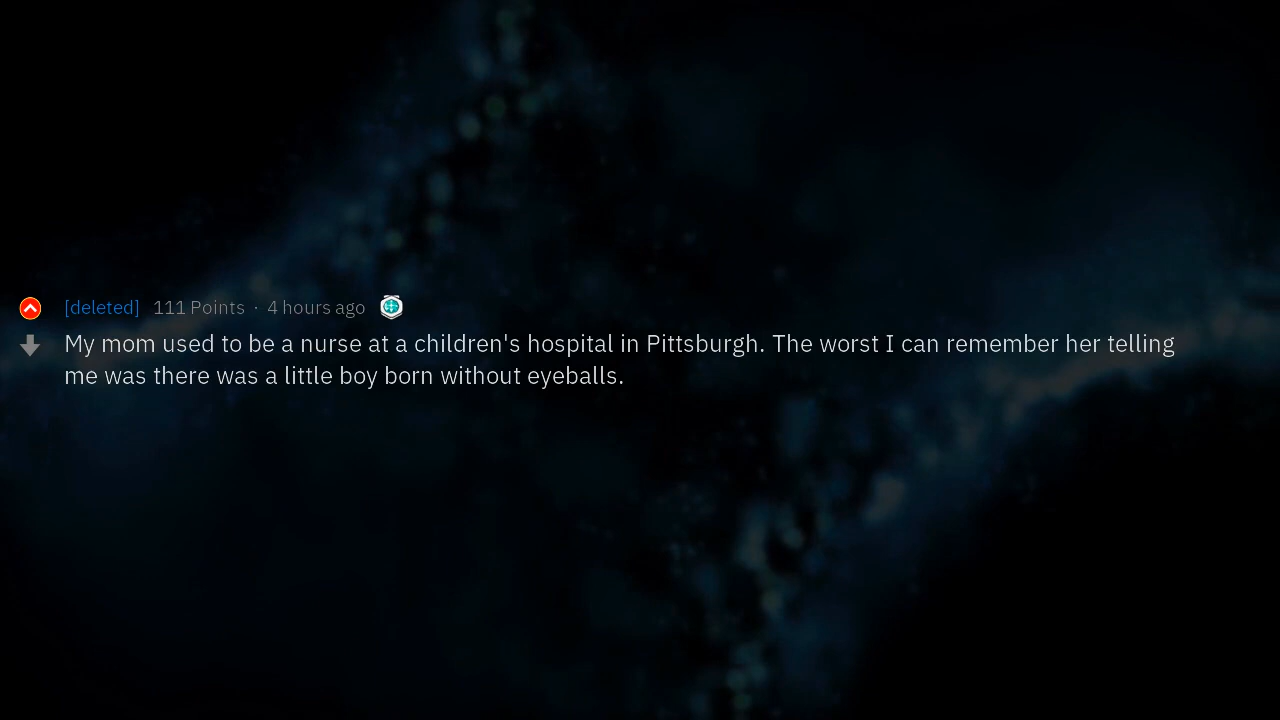 [deleted] 111 Points · 4 hours ago
My mom used to be a nurse at a children's hospital in Pittsburgh. The worst I can remember her telling
me was there was a little boy born without eyeballs.